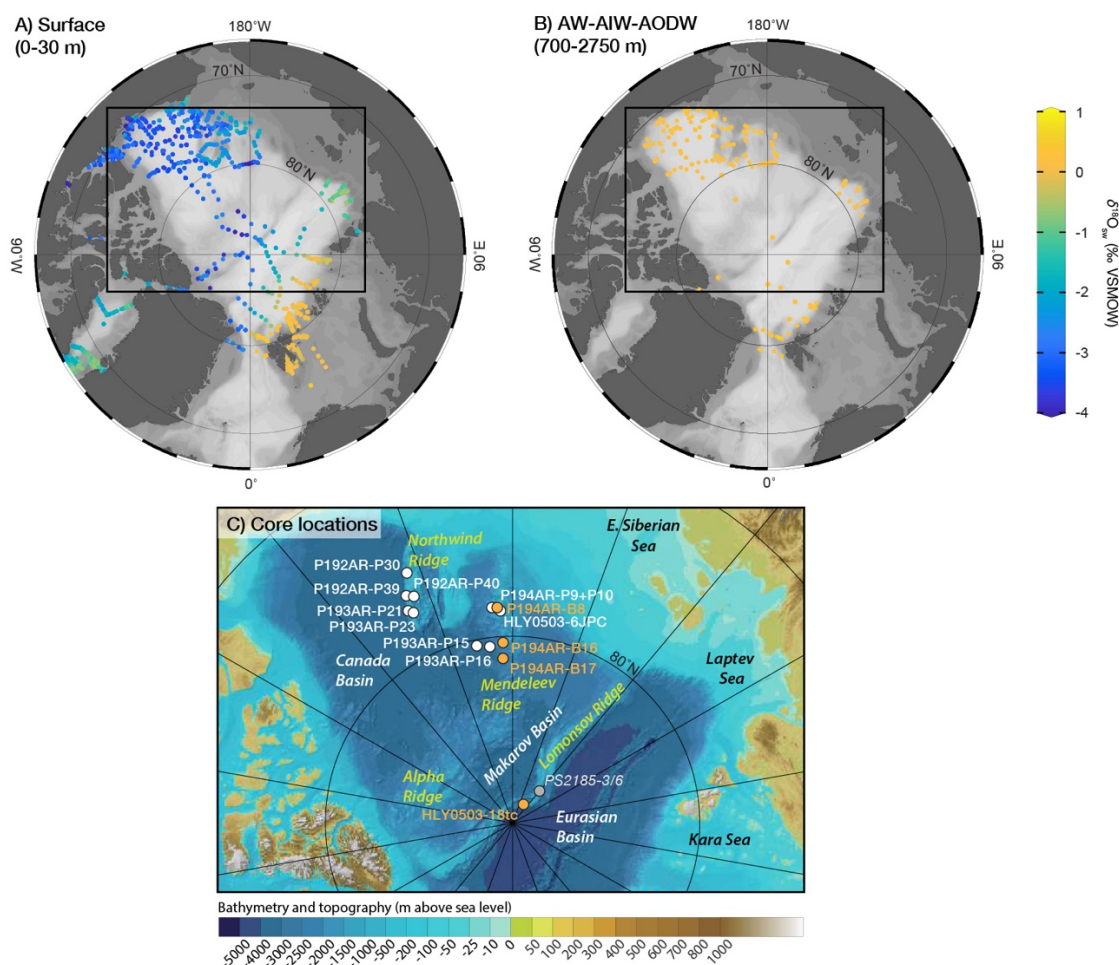 A) Surface
(0-30 m)
180°W
70°N
80°N
90°W
90°E
0°
B) AW-AIW-AODW
(700-2750 m)
180°W
70°N
80°N
90°W
90°E
0°
1
0
-1
-2
-3
-4
δ18Osw (‰ VSMOW)
C) Core locations
Northwind
Ridge
E. Siberian
Sea
P192AR-P30
P192AR-P39
P192AR-P40
P193AR-P21
P193AR-P23
P194AR-P9+P10
P194AR-B8
HLY0503-6JPC
P193AR-P15
P193AR-P16
P194AR-B16
P194AR-B17
80°N
Canada
Basin
Mendeleev
Ridge
Laptev
Sea
Makarov Basin
Lomonsov Ridge
Alpha
Ridge
PS2185-3/6
HLY0503-18tc
Eurasian
Basin
Kara Sea
Bathymetry and topography (m above sea level)
-5000 -4000 -3000 -2500 -2000 -1500 -1000 -500 -200 -100 -50 -25 -10 0 50 100 200 300 400 500 600 700 800 1000